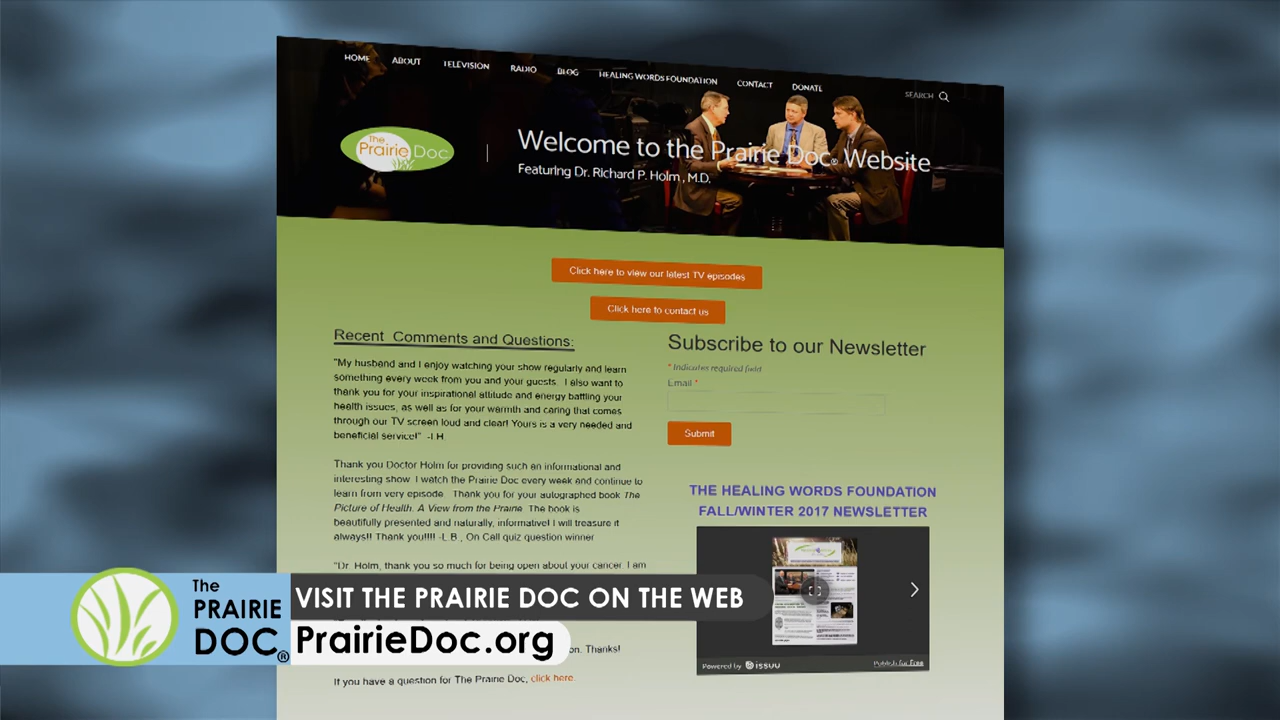 HOME ABOUT TELEVISION RADIO BLOG HEALING WORDS FOUNDATION CONTACT DONATE SEARCH
The
Prairie Doc
Welcome to the Prairie Doc® Website
Featuring Dr. Richard P. Holm, M.D.
Click here to view our latest TV episodes
Click here to contact us
Recent Comments and Questions:
"My husband and I enjoy watching your show regularly and learn
something every week from you and your guests. I also want to
thank you for your inspirational attitude and energy battling your
health issues, as well as for your warmth and caring that comes
through our TV screen loud and clear! Yours is a very needed and
beneficial service!" -I.H.
Thank you Doctor Holm for providing such an informational and
interesting show. I watch the Prairie Doc every week and continue to
learn from very episode. Thank you for your autographed book The
Picture of Health, A View from the Prairie. The book is
beautifully presented and naturally, informative! I will treasure it
always!! Thank you!!!! -L.B., On Call quiz question winner
"Dr. Holm, thank you so much for being open about your cancer. I am
on. Thanks!
If you have a question for The Prairie Doc, click here.
Subscribe to our Newsletter
* Indicates required field
Email *
Submit
THE HEALING WORDS FOUNDATION
FALL/WINTER 2017 NEWSLETTER
Powered by issuu
Publish for Free
The
PRAIRIE
DOC®
VISIT THE PRAIRIE DOC ON THE WEB
PrairieDoc.org